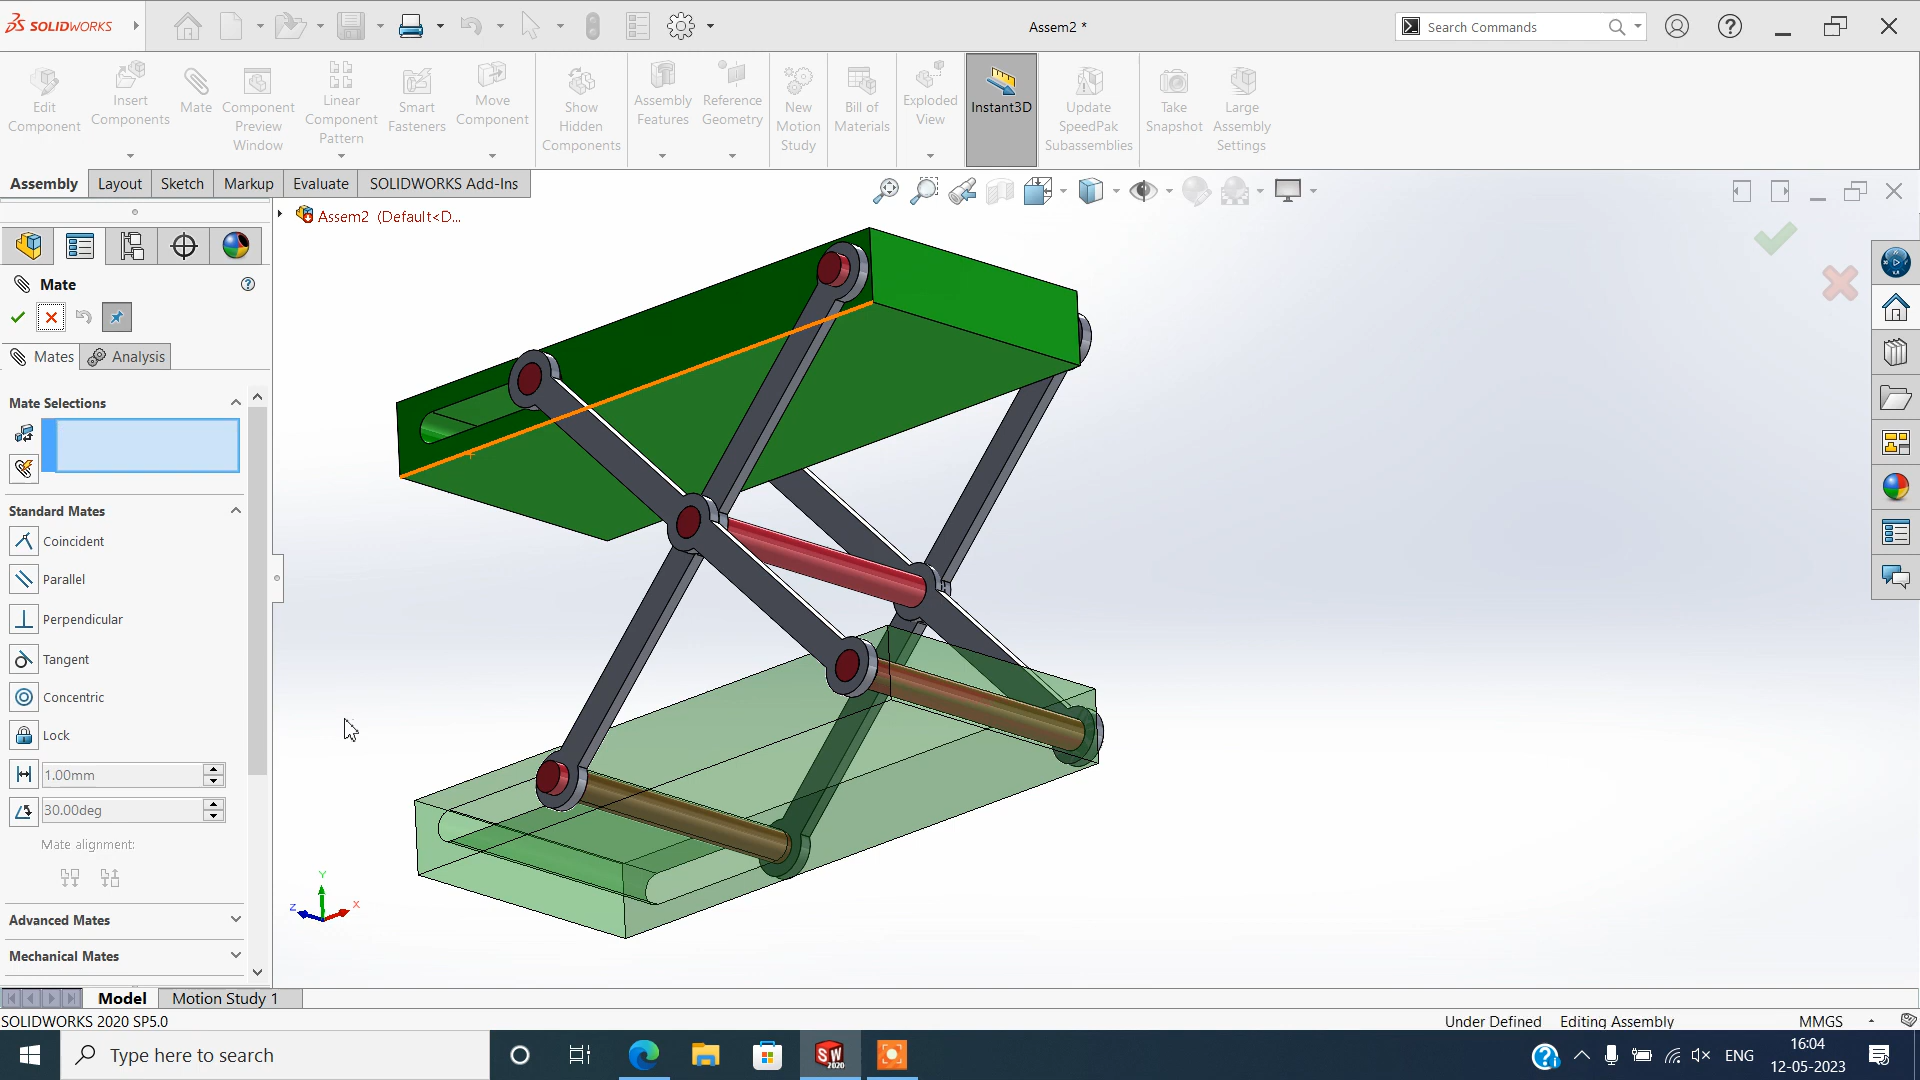 SOLIDWORKS
Assem2 *
Search Commands
Edit Component
Insert Components
Mate
Component Preview Window
Linear Component Pattern
Smart Fasteners
Move Component
Show Hidden Components
Assembly Features
Reference Geometry
New Motion Study
Bill of Materials
Exploded View
Instant3D
Update SpeedPak Subassemblies
Take Snapshot
Large Assembly Settings
Assembly
Layout
Sketch
Markup
Evaluate
SOLIDWORKS Add-Ins
Assem2 (Default<D...
Mate
Mates
Analysis
Mate Selections
Standard Mates
Coincident
Parallel
Perpendicular
Tangent
Concentric
Lock
1.00mm
30.00deg
Mate alignment:
Advanced Mates
Mechanical Mates
Y
Z
X
Model
Motion Study 1
SOLIDWORKS 2020 SP5.0
Under Defined
Editing Assembly
MMGS
Type here to search
SW
2020
ENG
16:04
12-05-2023